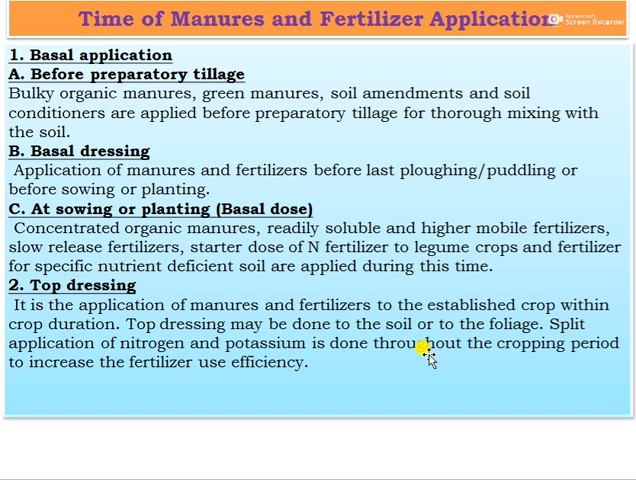 Time of Manures and Fertilizer Application
Apowersoft
Screen Recorder
1. Basal application
A. Before preparatory tillage
Bulky organic manures, green manures, soil amendments and soil
conditioners are applied before preparatory tillage for thorough mixing with
the soil.
B. Basal dressing
Application of manures and fertilizers before last ploughing/puddling or
before sowing or planting.
C. At sowing or planting (Basal dose)
Concentrated organic manures, readily soluble and higher mobile fertilizers,
slow release fertilizers, starter dose of N fertilizer to legume crops and fertilizer
for specific nutrient deficient soil are applied during this time.
2. Top dressing
It is the application of manures and fertilizers to the established crop within
crop duration. Top dressing may be done to the soil or to the foliage. Split
application of nitrogen and potassium is done throughout the cropping period
to increase the fertilizer use efficiency.